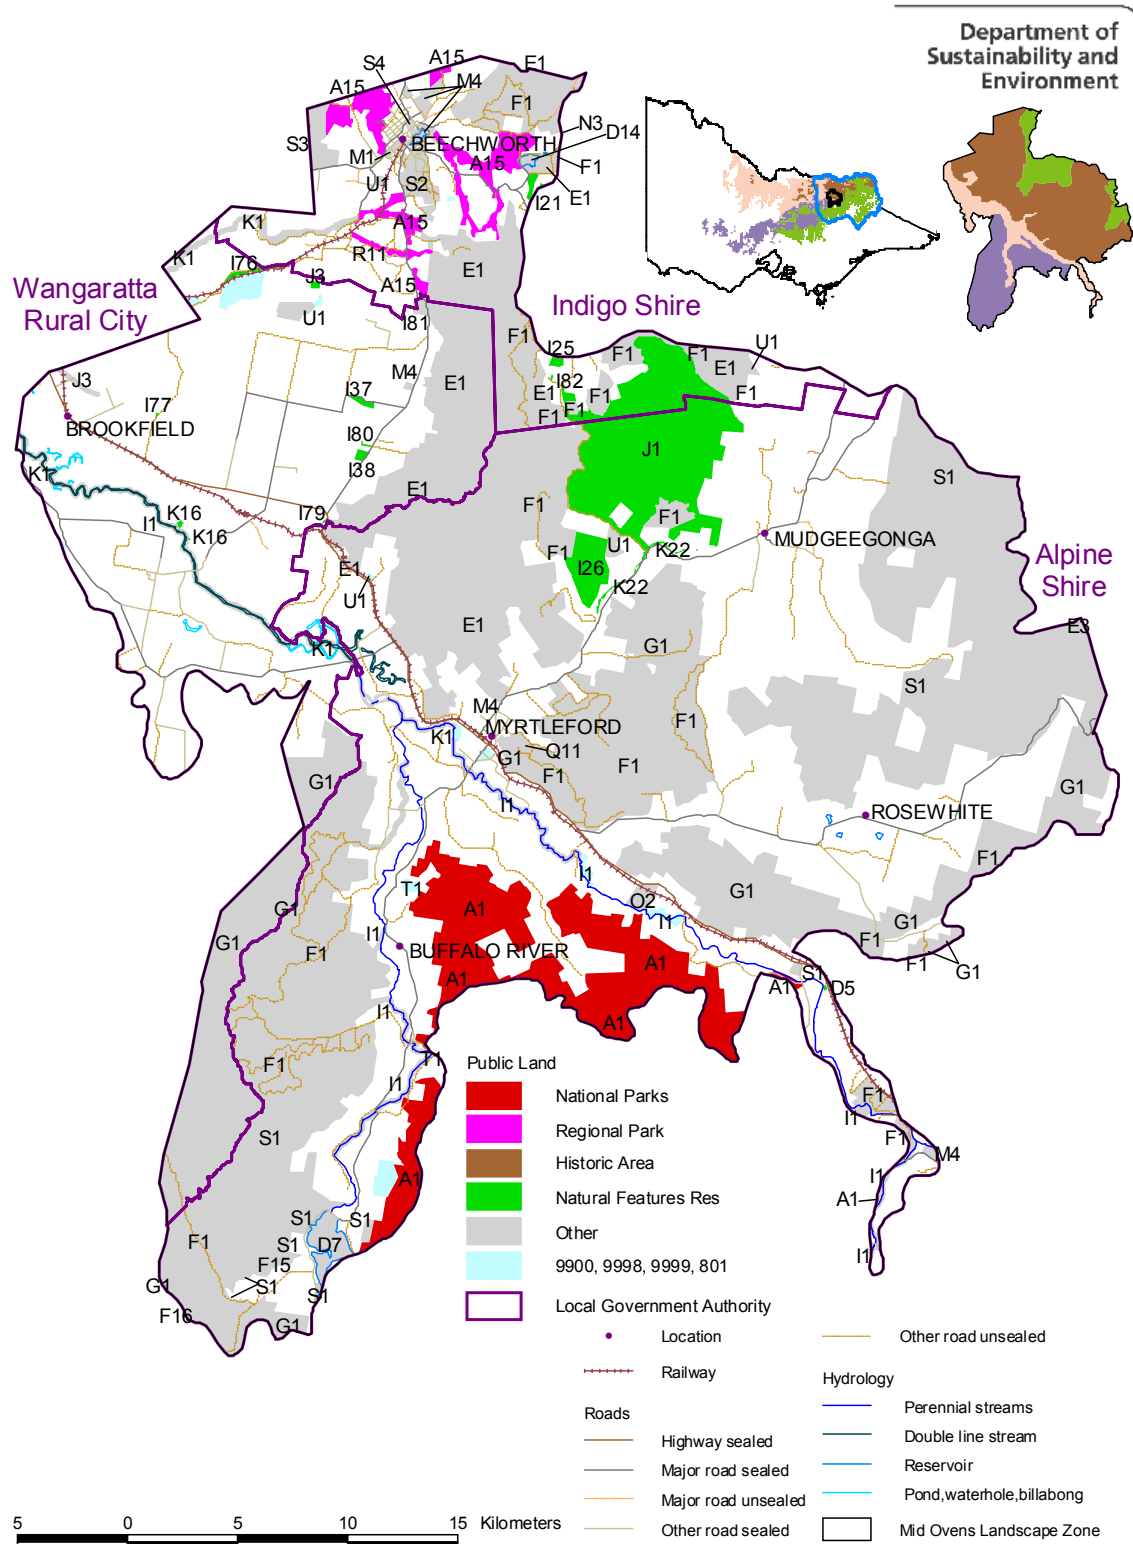 Department of
Sustainability and
Environment
S4
A15
E1
M4
A15
F1
N3
D14
S3
BEECHWORTH
M1
A15
F1
U1
S2
E1
I21
K1
A15
R11
K1
I76
E1
J3
A15
Wangaratta
Rural City
Indigo Shire
U1
I81
F1
I25
F1
F1
U1
E1
J3
M4
E1
I37
E1
I82
F1
F1
I77
F1
F1
BROOKFIELD
I80
J1
I38
K1
S1
E1
F1
K16
I1
K16
I79
F1
MUDGEEGONGA
U1
K22
F1
I26
Alpine
Shire
E1
K22
U1
E1
E3
K1
G1
S1
M4
F1
MYRTLEFORD
K1
Q11
G1
F1
F1
G1
G1
I1
ROSEWHITE
F1
I1
T1
G1
O2
A1
G1
I1
G1
I1
G1
F1
F1
BUFFALO RIVER
F1
G1
A1
A1
S1
A1
D5
I1
A1
T1
F1
I1
F1
I1
S1
F1
M4
A1
I1
A1
S1
S1
F1
S1
D7
I1
F15
G1
S1
S1
F16
G1
Public Land
National Parks
Regional Park
Historic Area
Natural Features Res
Other
9900, 9998, 9999, 801
Local Government Authority
Location
Railway
Roads
Highway sealed
Major road sealed
Major road unsealed
Other road sealed
Other road unsealed
Hydrology
Perennial streams
Double line stream
Reservoir
Pond,waterhole,billabong
Mid Ovens Landscape Zone
5 0 5 10 15 Kilometers